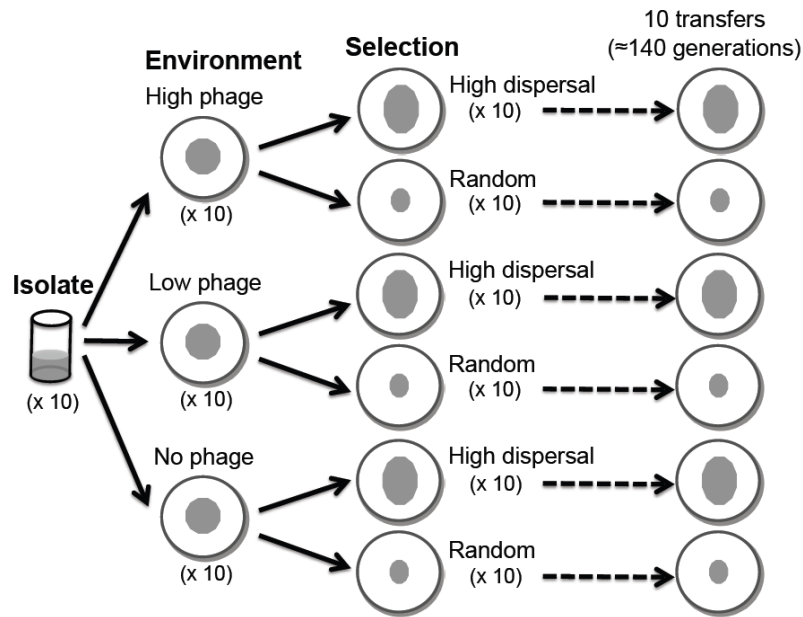 10 transfers
(≈140 generations)
Environment
Selection
High phage
High dispersal
(x 10)
(x 10)
Random
(x 10)
Isolate
(x 10)
Low phage
High dispersal
(x 10)
(x 10)
Random
(x 10)
No phage
High dispersal
(x 10)
(x 10)
Random
(x 10)